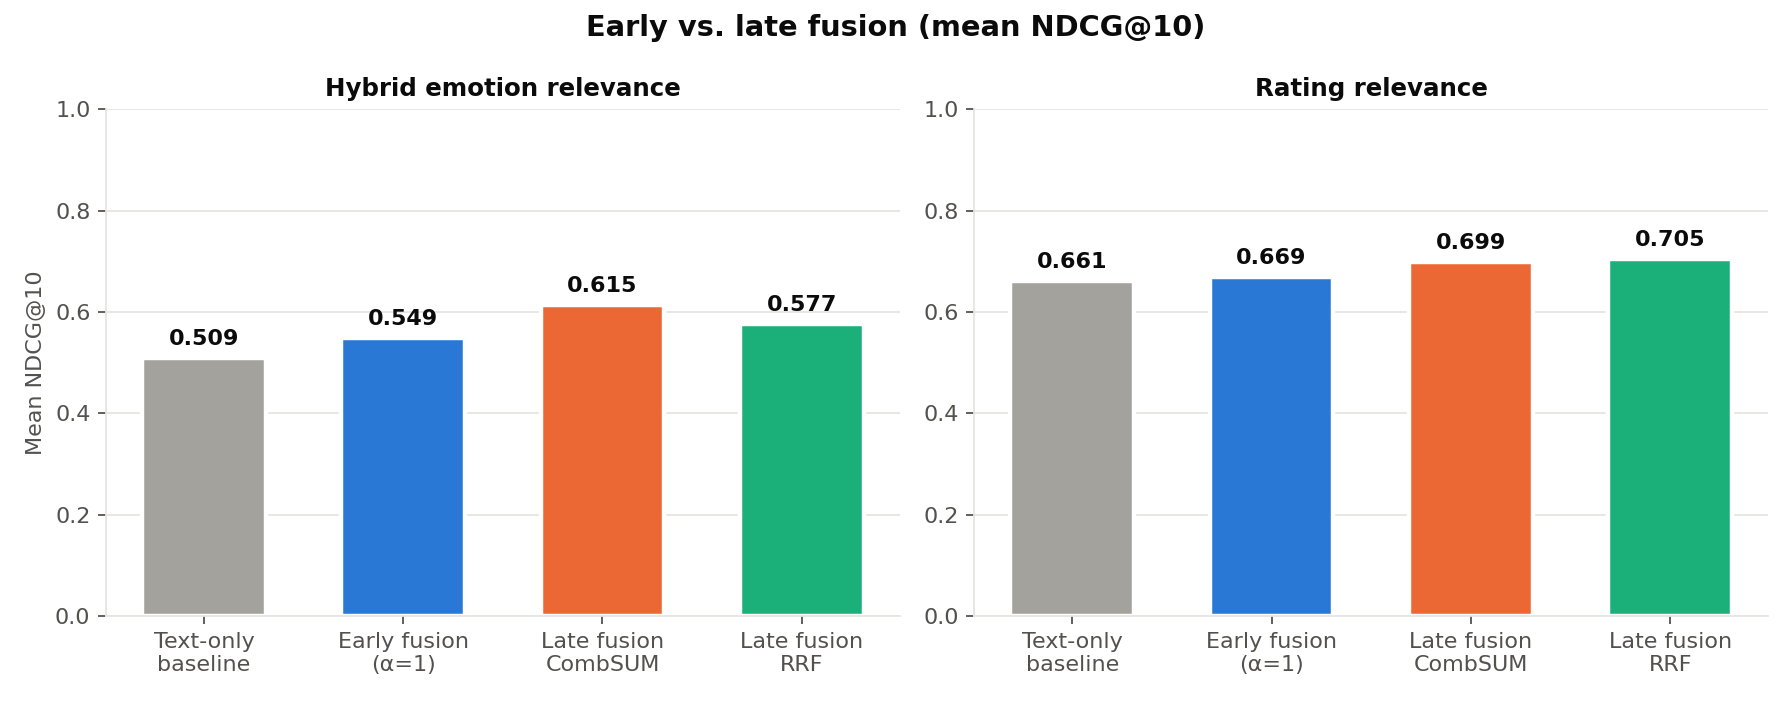 Early vs. late fusion (mean NDCG@10)
Hybrid emotion relevance
Mean NDCG@10
1.0
0.8
0.6
0.4
0.2
0.0
0.509
0.549
0.615
0.577
Text-only
baseline
Early fusion
(α=1)
Late fusion
CombSUM
Late fusion
RRF
Rating relevance
1.0
0.8
0.6
0.4
0.2
0.0
0.661
0.669
0.699
0.705
Text-only
baseline
Early fusion
(α=1)
Late fusion
CombSUM
Late fusion
RRF